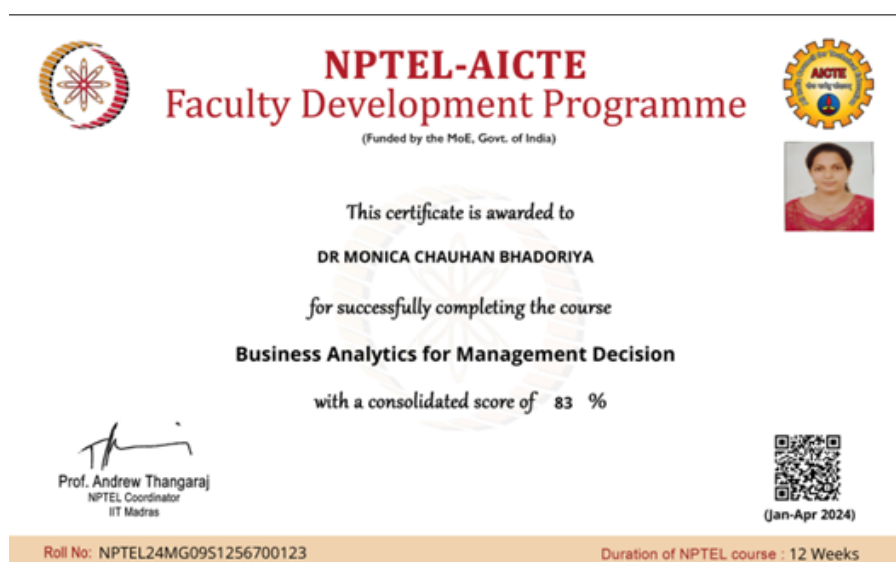 NPTEL-AICTE
Faculty Development Programme
(Funded by the MoE, Govt. of India)
AICTE
This certificate is awarded to
DR MONICA CHAUHAN BHADORIYA
for successfully completing the course
Business Analytics for Management Decision
with a consolidated score of 83 %
Prof. Andrew Thangaraj
NPTEL Coordinator
IIT Madras
(Jan-Apr 2024)
Roll No: NPTEL24MG09S1256700123
Duration of NPTEL course : 12 Weeks